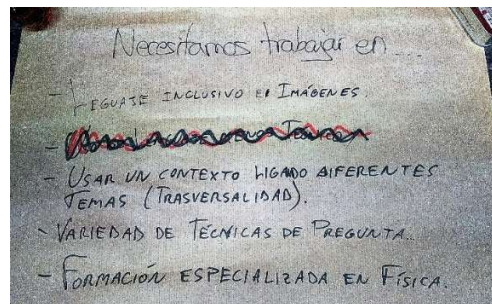 Necesitamos trabajar en...
- LEGUAJE INCLUSIVO EN IMÁGENES.
-
- USAR UN CONTEXTO LIGADO DIFERENTES
TEMAS (TRASVERSALIDAD).
- VARIEDAD DE TÉCNICAS DE PREGUNTA.
- FORMACIÓN ESPECIALIZADA EN FÍSICA.